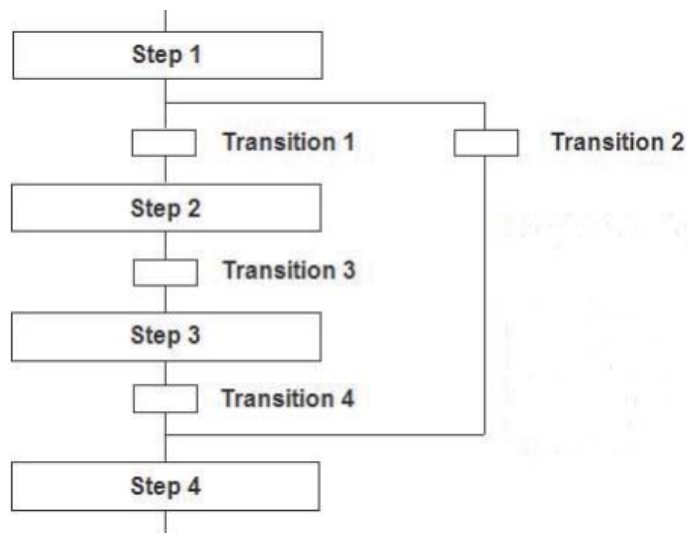 Step 1
Transition 1
Transition 2
Step 2
Transition 3
Step 3
Transition 4
Step 4